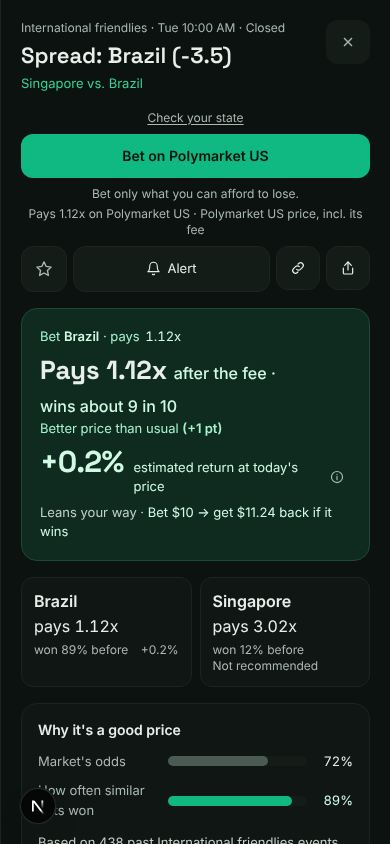 International friendlies · Tue 10:00 AM · Closed
Spread: Brazil (-3.5)
Singapore vs. Brazil
Check your state
Bet on Polymarket US
Bet only what you can afford to lose.
Pays 1.12x on Polymarket US · Polymarket US price, incl. its
fee
Alert
Bet Brazil · pays 1.12x
Pays 1.12x after the fee ·
wins about 9 in 10
Better price than usual (+1 pt)
+0.2% estimated return at today's
price
Leans your way · Bet $10 → get $11.24 back if it
wins
Brazil
pays 1.12x
won 89% before +0.2%
Singapore
pays 3.02x
won 12% before
Not recommended
Why it's a good price
Market's odds 72%
How often similar
won 89%
N
Based on 438 past International friendlies events